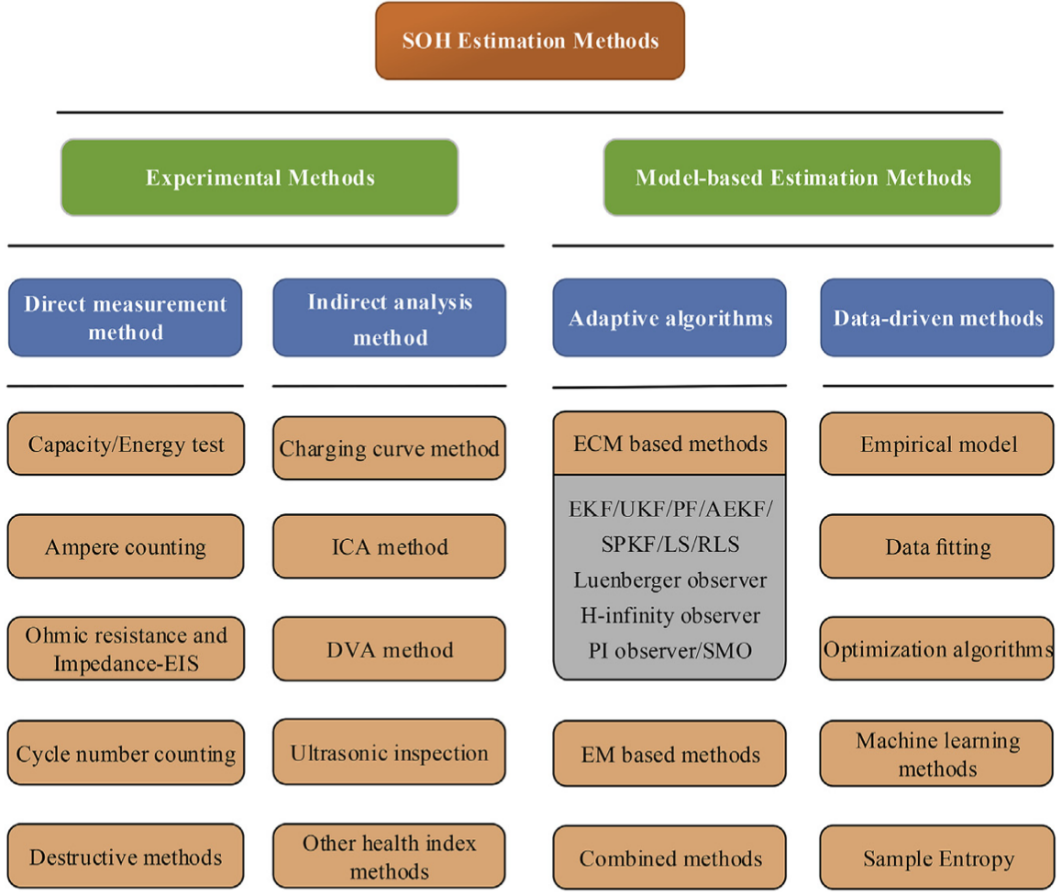 SOH Estimation Methods
Experimental Methods
Model-based Estimation Methods
Direct measurement
method
Indirect analysis
method
Adaptive algorithms
Data-driven methods
Capacity/Energy test
Ampere counting
Ohmic resistance and
Impedance-EIS
Cycle number counting
Destructive methods
Charging curve method
ICA method
DVA method
Ultrasonic inspection
Other health index
methods
ECM based methods
EKF/UKF/PF/AEKF/
SPKF/LS/RLS
Luenberger observer
H-infinity observer
PI observer/SMO
EM based methods
Combined methods
Empirical model
Data fitting
Optimization algorithms
Machine learning
methods
Sample Entropy